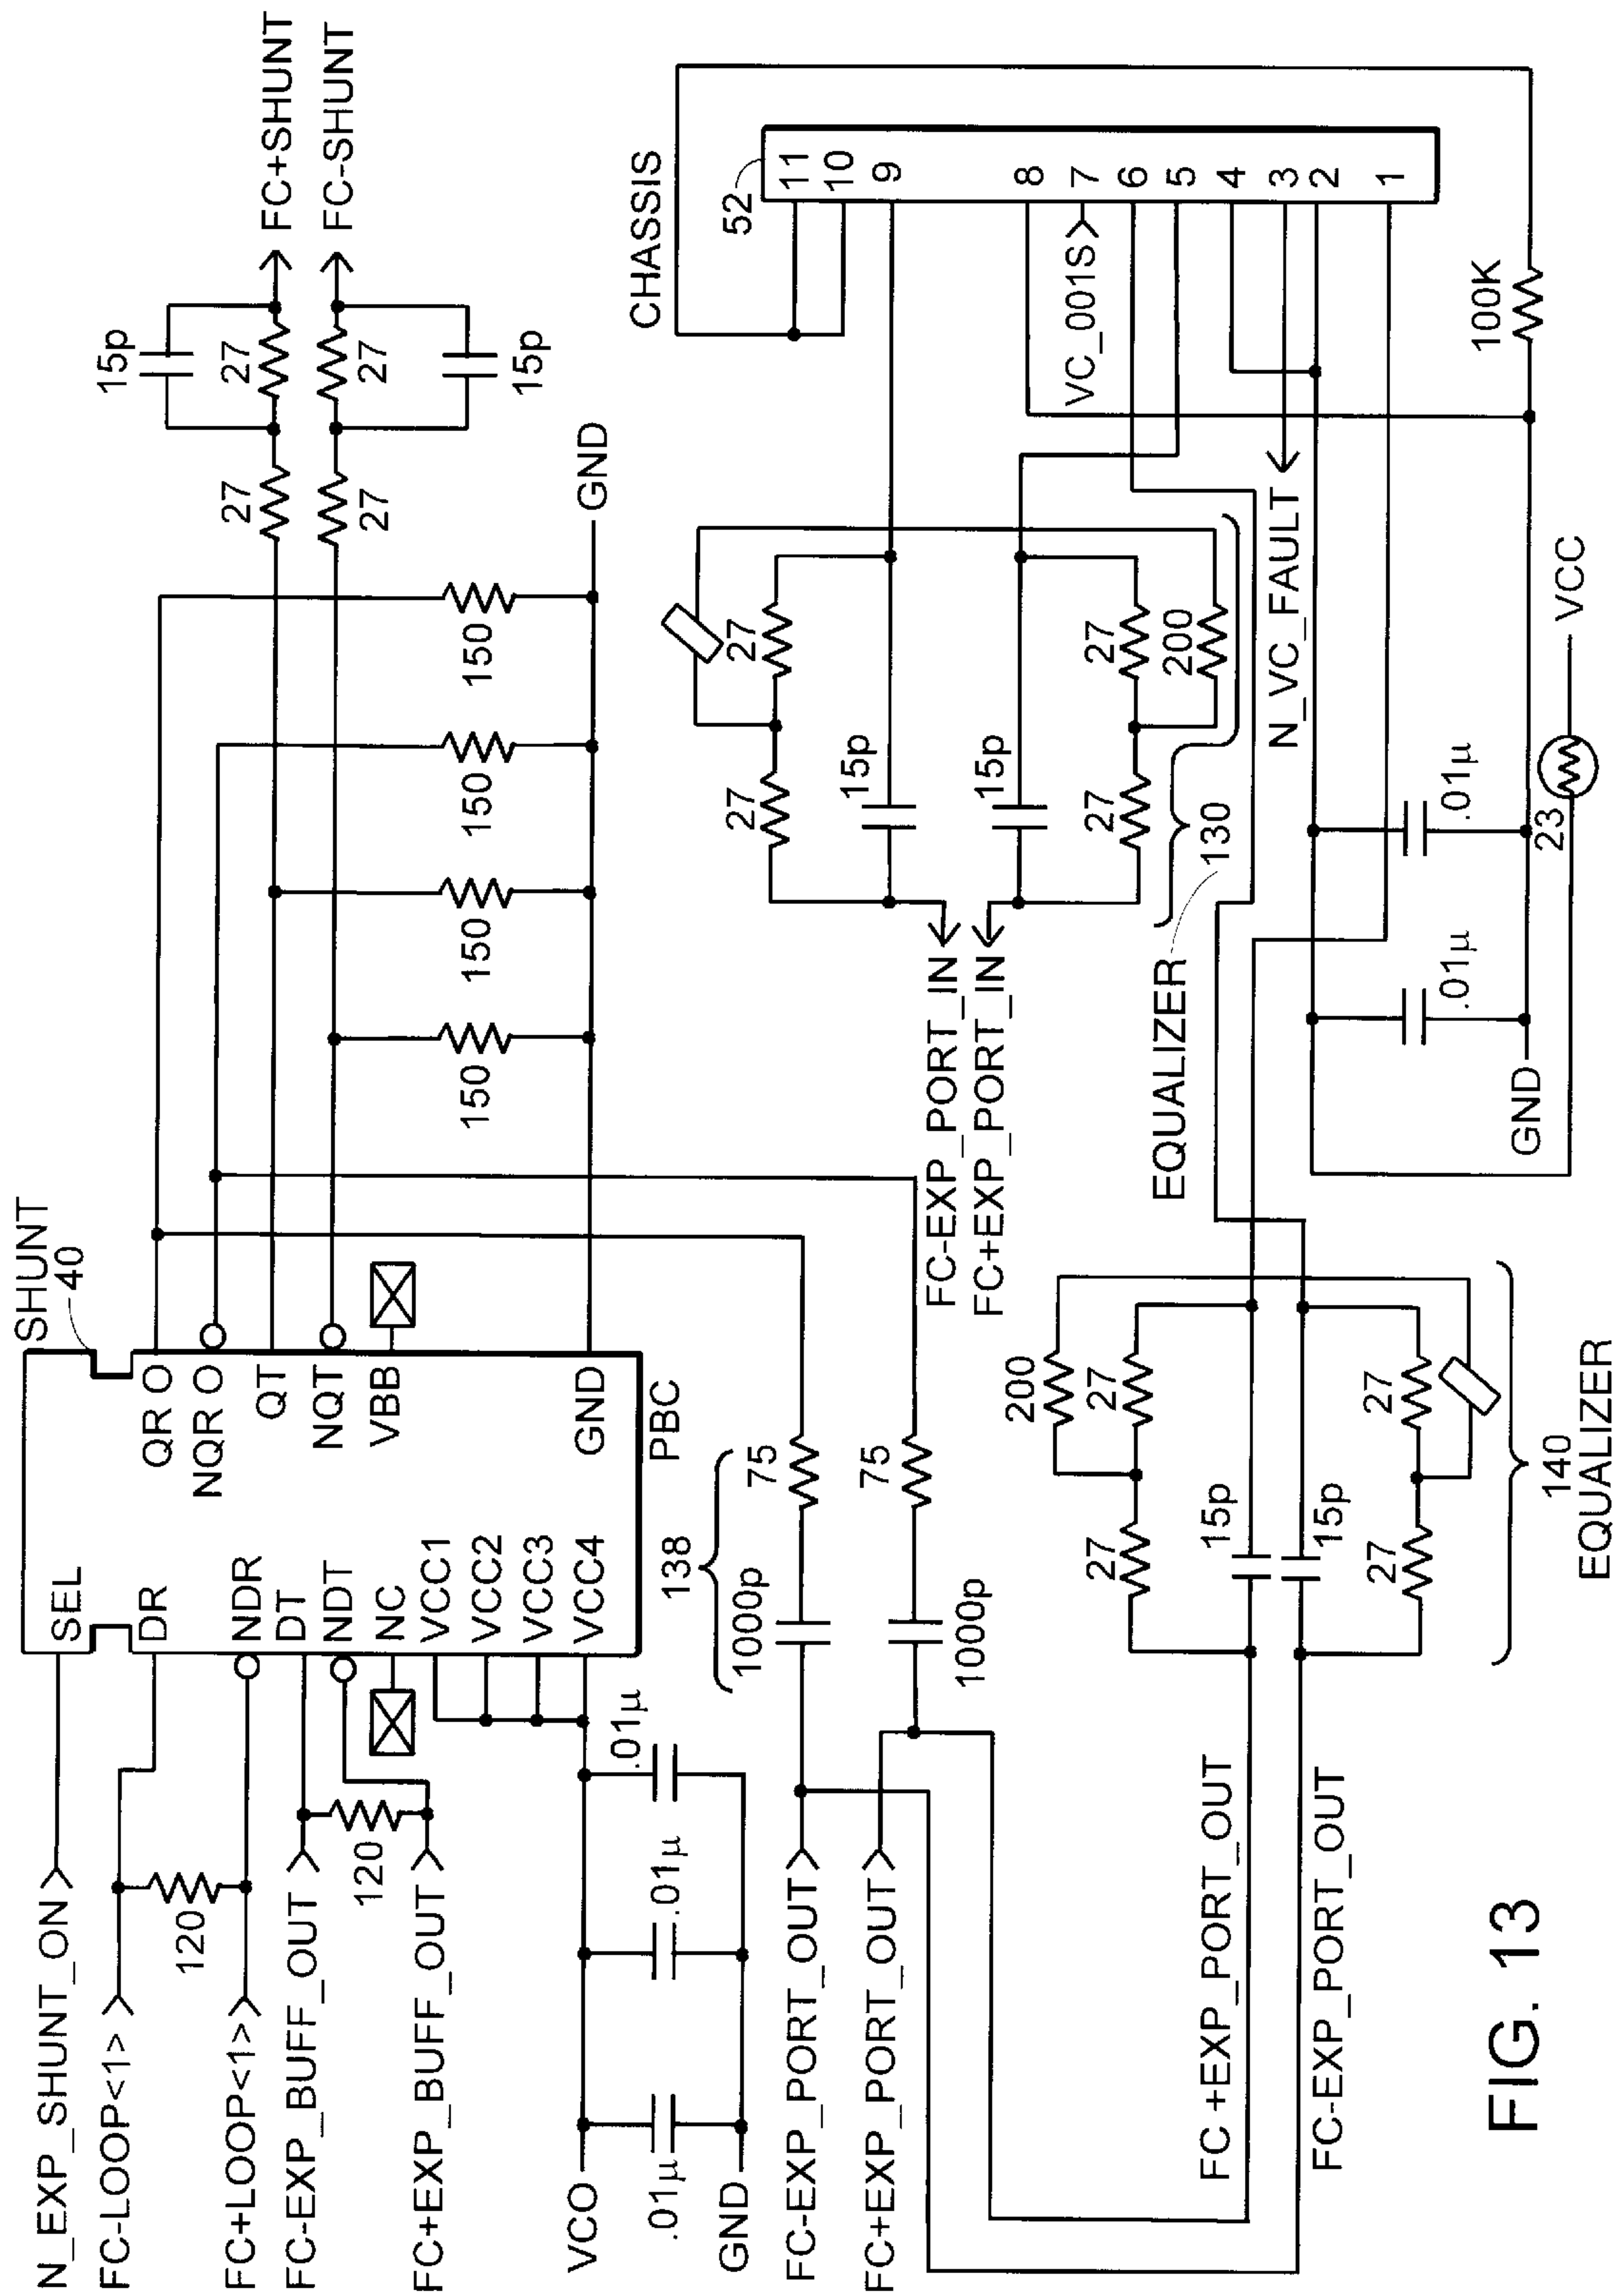 SHUNT
40
N_EXP_SHUNT_ON
FC-LOOP<1>
120
FC+LOOP<1>
FC-EXP_BUFF_OUT
120
FC+EXP_BUFF_OUT
SEL
DR
NDR
DT
NDT
NC
VCC1
VCC2
VCC3
VCC4
QR O
NQR O
QT
NQT
VBB
GND
PBC
15p
27
27
FC+SHUNT
FC-SHUNT
27
27
15p
150
150
150
150
GND
VCO
.01µ
.01µ
.01µ
GND
138
1000p
75
1000p
75
FC-EXP_PORT_OUT
FC+EXP_PORT_OUT
CHASSIS
52
11
10
9
8
7
6
5
4
3
2
1
VC_001S
27
27
15p
15p
27
27
200
FC-EXP_PORT_IN
FC+EXP_PORT_IN
EQUALIZER
130
N_VC_FAULT
100K
.01µ
.01µ
23
VCC
GND
200
27
27
15p
15p
27
27
FC +EXP_PORT_OUT
FC-EXP_PORT_OUT
140
EQUALIZER
FIG. 13